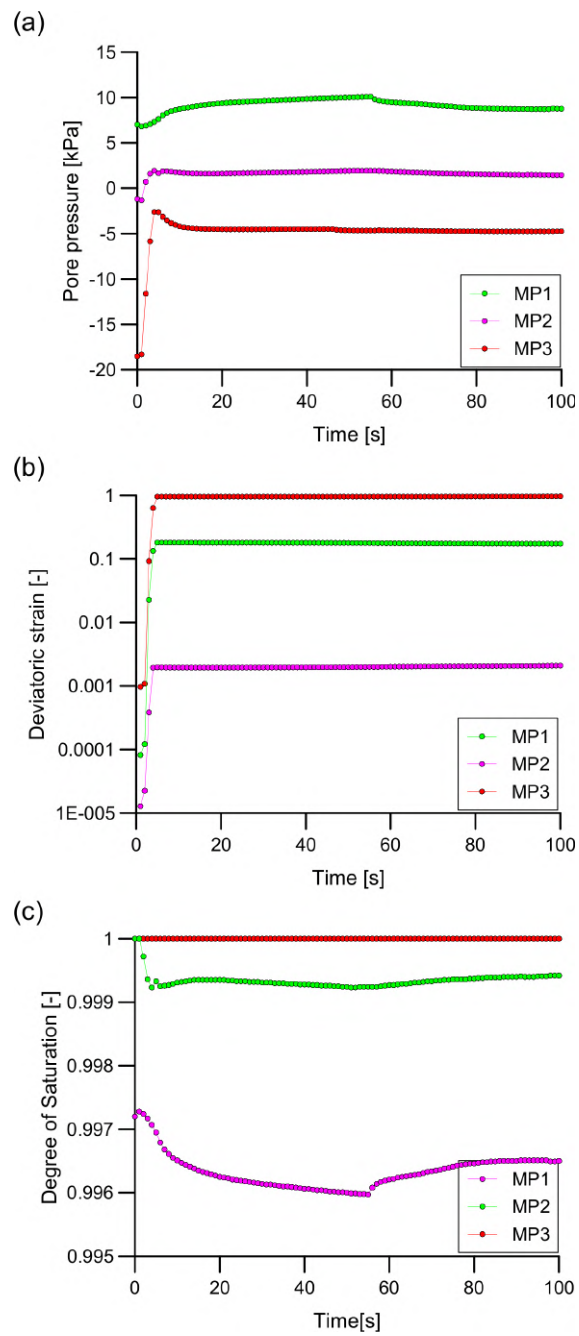 (a)
15
10
5
0
-5
-10
-15
-20
Pore pressure [kPa]
MP1
MP2
MP3
0 20 40 60 80 100
Time [s]
(b)
1
0.1
0.01
0.001
0.0001
1E-005
Deviatoric strain [-]
MP1
MP2
MP3
0 20 40 60 80 100
Time [s]
(c)
1
0.999
0.998
0.997
0.996
0.995
Degree of Saturation [-]
MP1
MP2
MP3
0 20 40 60 80 100
Time[s]